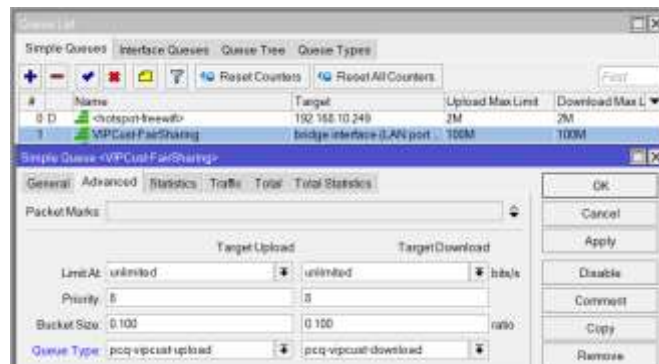 Queue List
Simple Queues Interface Queues Queue Tree Queue Types
Reset Counters Reset All Counters Find
# Name Target Upload Max Limit Download Max L
0 D <hotspot-freewifi> 192.168.10.249 2M 2M
1 VIPCust-FairSharing bridge interface (LAN port .. 100M 100M
Simple Queue <VIPCust-FairSharing>
General Advanced Statistics Traffic Total Total Statistics
OK
Packet Marks:
Cancel
Target Upload Target Download
Apply
Limit At: unlimited unlimited bits/s
Disable
Priority: 8 8
Comment
Bucket Size: 0.100 0.100 ratio
Copy
Queue Type: pcq-vipcust-upload pcq-vipcust-download
Remove